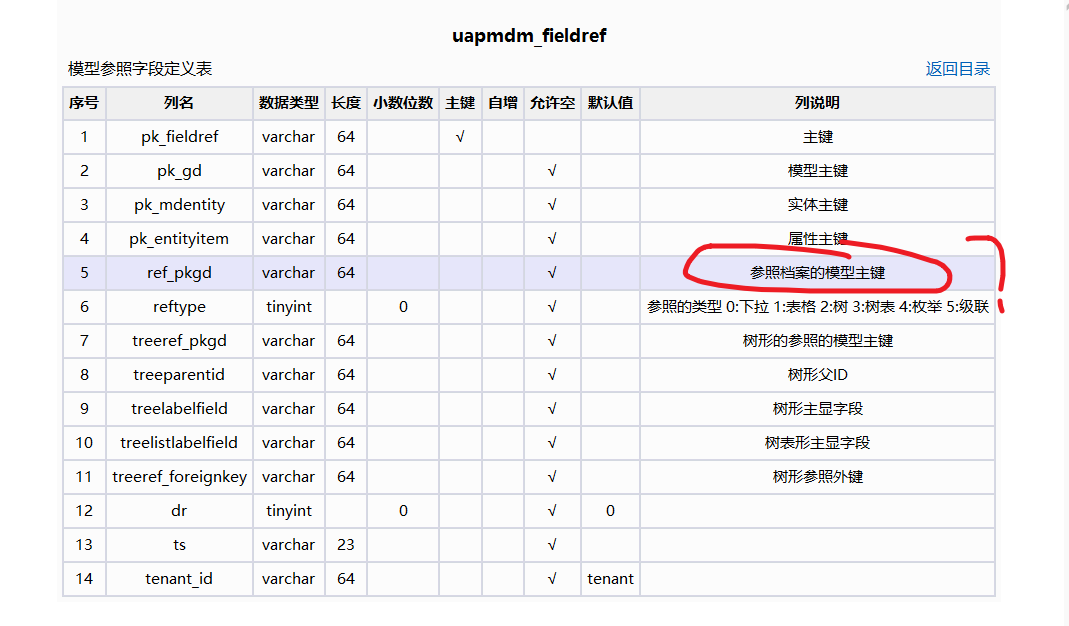 uapmdm_fieldref
模型参照字段定义表 返回目录
序号 列名 数据类型 长度 小数位数 主键 自增 允许空 默认值 列说明
1 pk_fieldref varchar 64 √ 主键
2 pk_gd varchar 64 √ 模型主键
3 pk_mdentity varchar 64 √ 实体主键
4 pk_entityitem varchar 64 √ 属性主键
5 ref_pkgd varchar 64 √ 参照档案的模型主键
6 reftype tinyint 0 √ 参照的类型 0:下拉 1:表格 2:树 3:树表 4:枚举 5:级联
7 treeref_pkgd varchar 64 √ 树形的参照的模型主键
8 treeparentid varchar 64 √ 树形父ID
9 treelabelfield varchar 64 √ 树形主显字段
10 treelistlabelfield varchar 64 √ 树表形主显字段
11 treeref_foreignkey varchar 64 √ 树形参照外键
12 dr tinyint 0 √ 0
13 ts varchar 23 √
14 tenant_id varchar 64 √ tenant